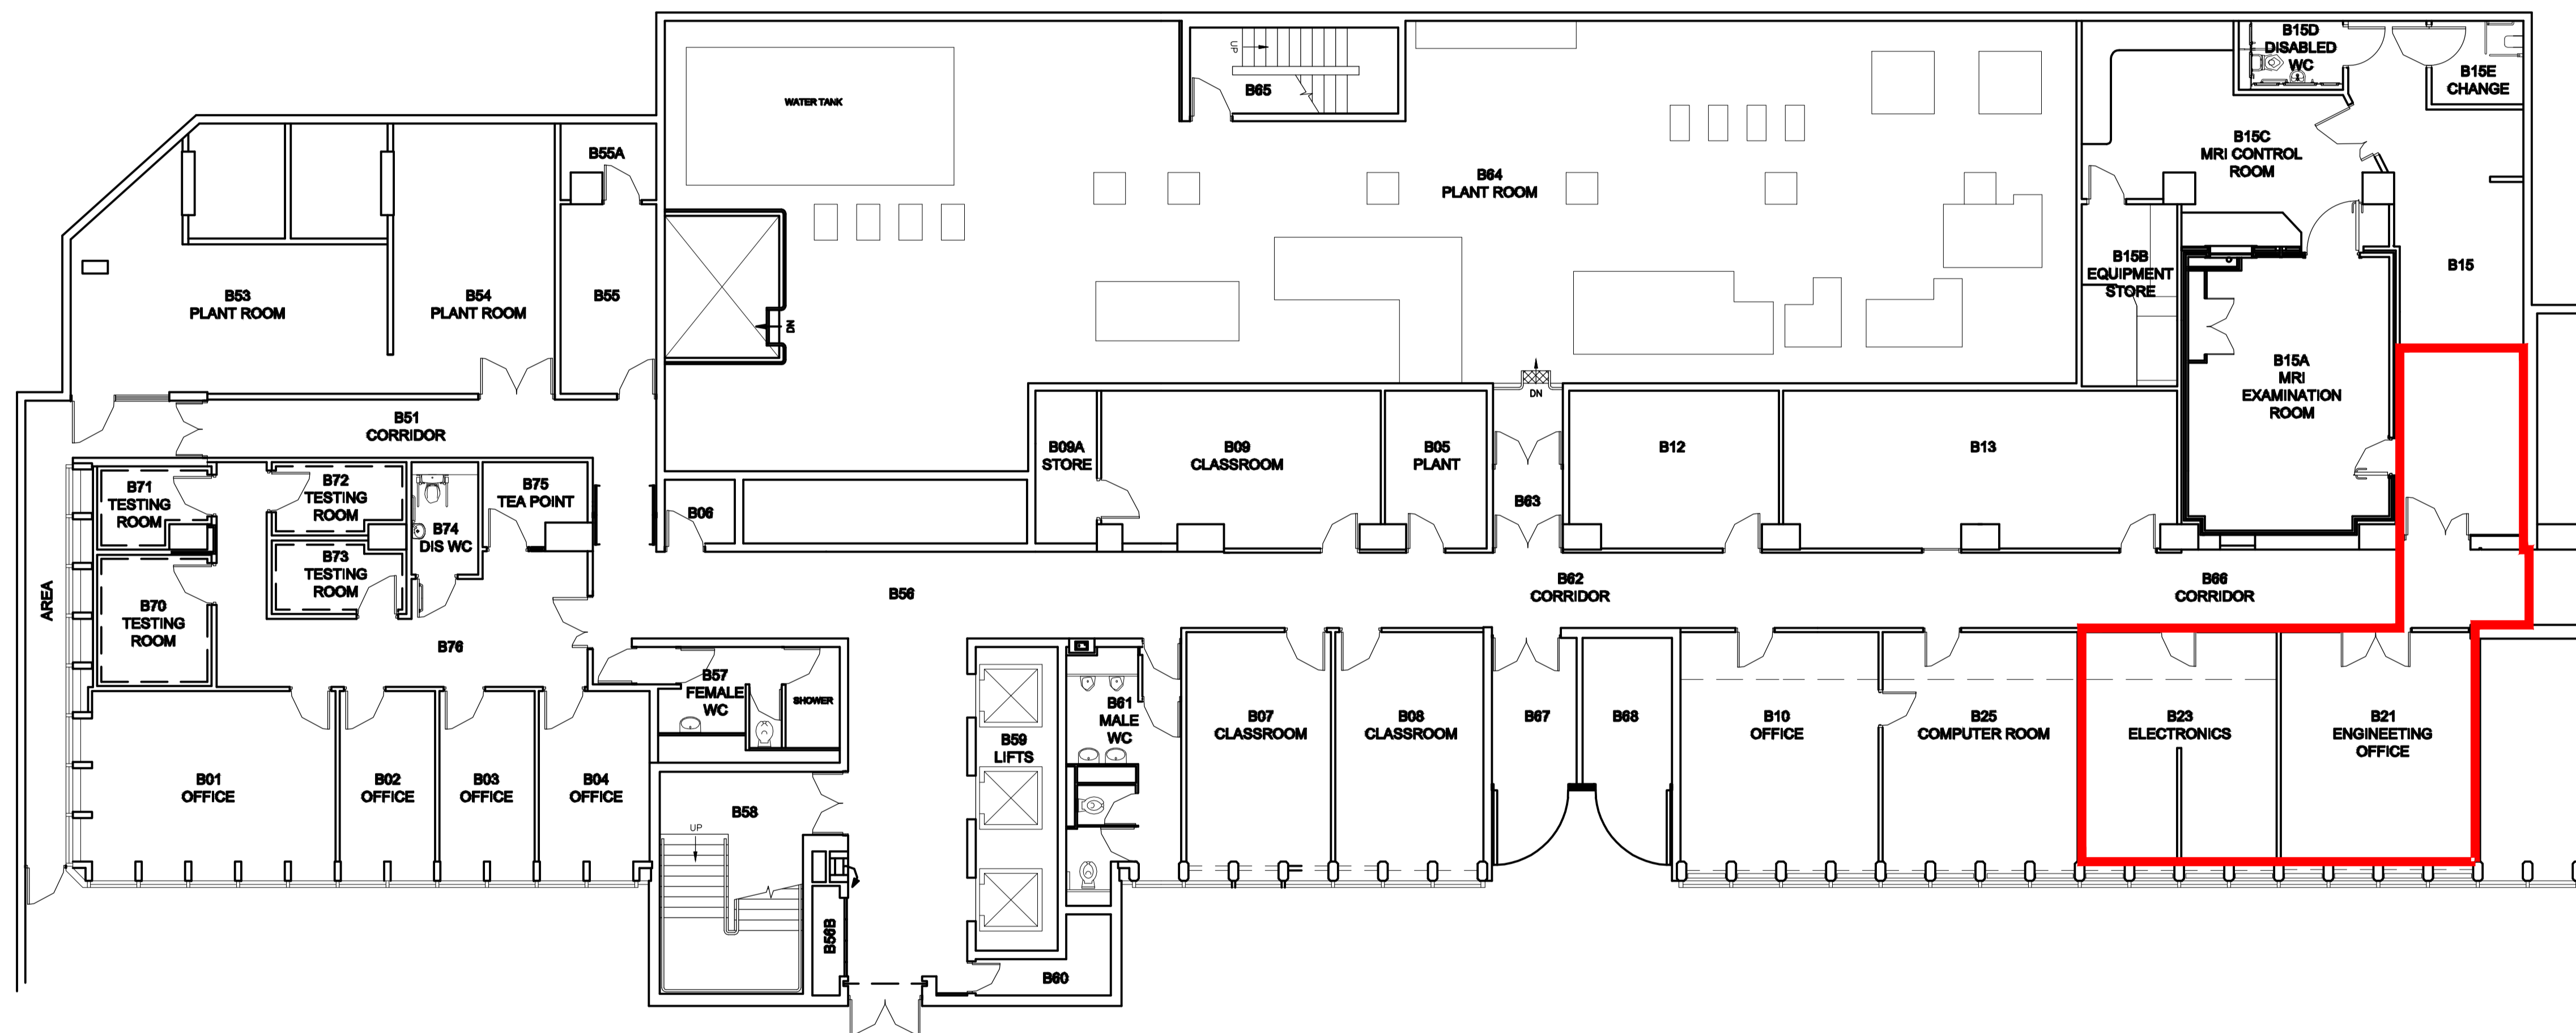 B15D
DISABLED
WC
B15E
CHANGE
UP
B65
WATER TANK
B15C
MRI CONTROL
ROOM
B55A
B64
PLANT ROOM
B53
PLANT ROOM
B54
PLANT ROOM
B55
DN
B15B
EQUIPMENT
STORE
B15
B15A
MRI
EXAMINATION
ROOM
DN
B51
CORRIDOR
B09A
STORE
B09
CLASSROOM
B05
PLANT
B12
B13
B71
TESTING
ROOM
B72
TESTING
ROOM
B75
TEA POINT
B74
DIS WC
B06
B63
B73
TESTING
ROOM
AREA
B70
TESTING
ROOM
B76
B56
B62
CORRIDOR
B66
CORRIDOR
B57
FEMALE
WC
SHOWER
B59
LIFTS
B61
MALE
WC
B07
CLASSROOM
B08
CLASSROOM
B67
B68
B10
OFFICE
B25
COMPUTER ROOM
B23
ELECTRONICS
B21
ENGINEETING
OFFICE
B01
OFFICE
B02
OFFICE
B03
OFFICE
B04
OFFICE
B58
UP
B56B
B60